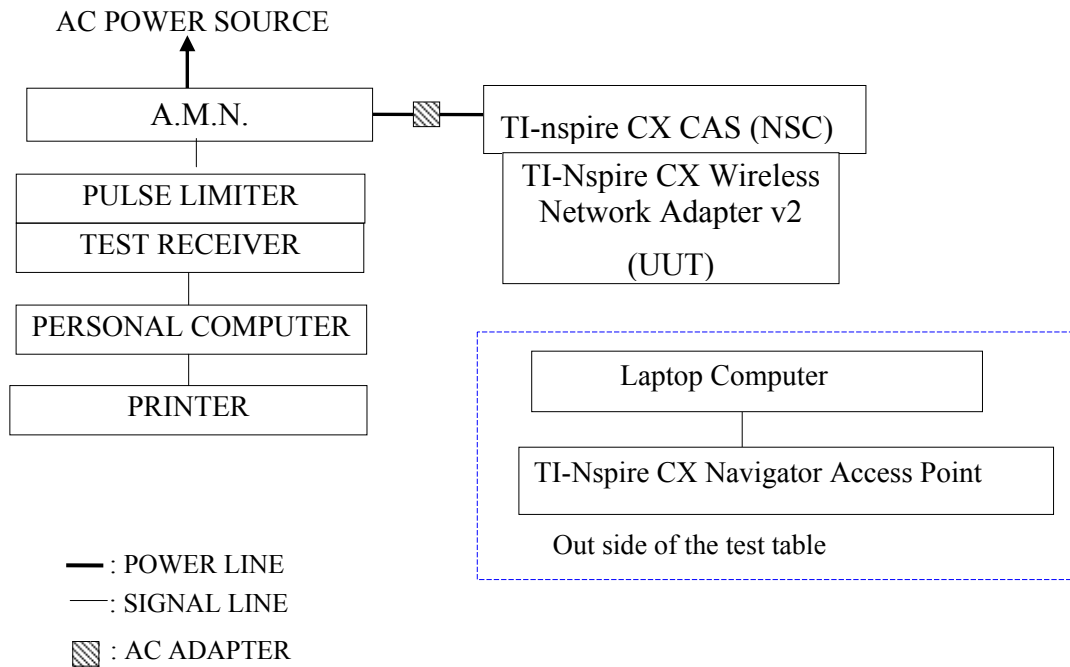 AC POWER SOURCE
A.M.N.
TI-nspire CX CAS (NSC)
TI-Nspire CX Wireless
Network Adapter v2
(UUT)
PULSE LIMITER
TEST RECEIVER
PERSONAL COMPUTER
PRINTER
Laptop Computer
TI-Nspire CX Navigator Access Point
Out side of the test table
: POWER LINE
: SIGNAL LINE
: AC ADAPTER